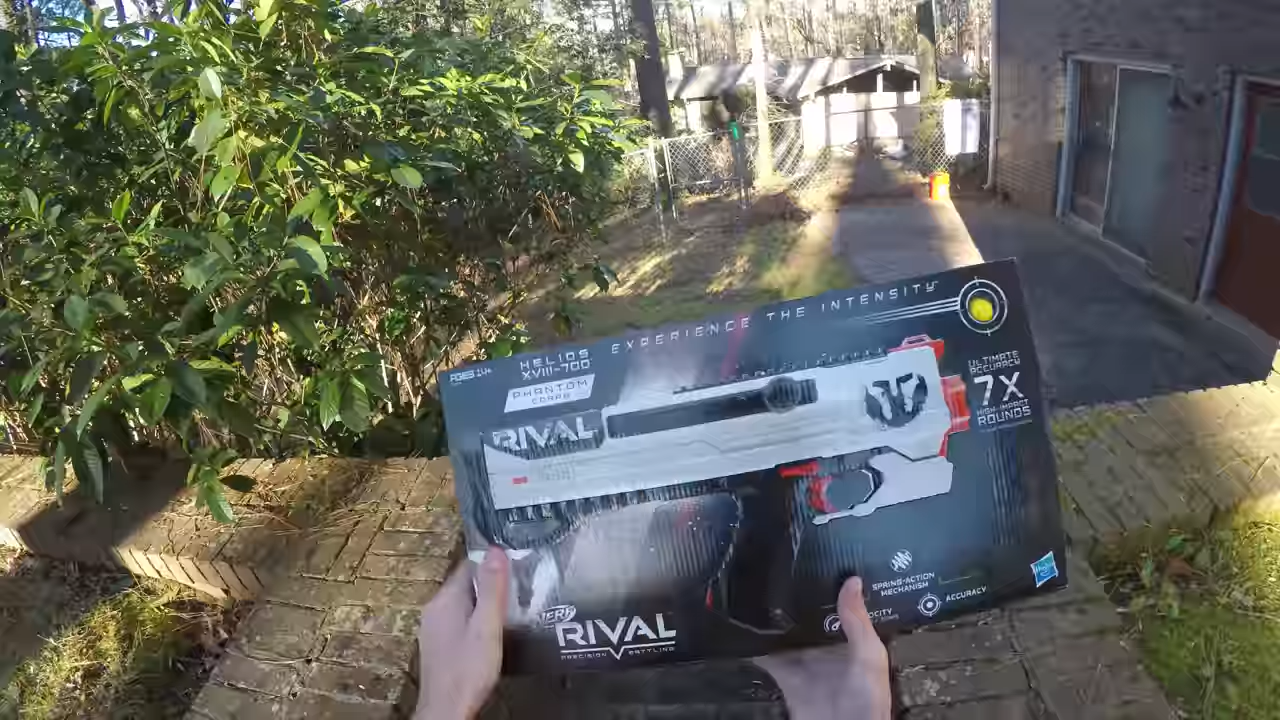 EXPERIENCE THE INTENSITY
AGES 14+
HELIOS
XVIII-700
PHANTOM
CORPS
RIVAL
ULTIMATE
ACCURACY
7X
HIGH-IMPACT
ROUNDS
SPRING-ACTION
MECHANISM
ACCURACY
NERF
RIVAL
PRECISION BATTLING
Hasbro